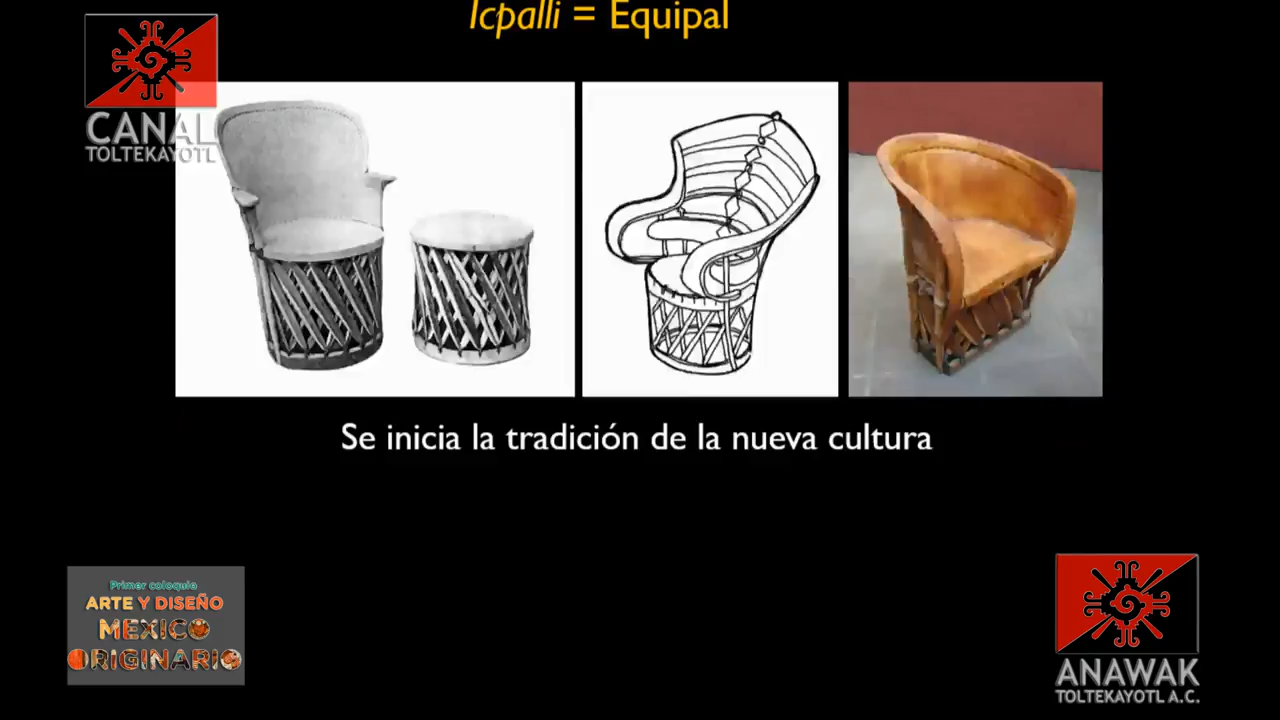 Icpalli = Equipal
CANAL
TOLTEKAYOTL
Se inicia la tradición de la nueva cultura
Primer coloquio
ARTE Y DISEÑO
MEXICO
ORIGINARIO
ANAWAK
TOLTEKAYOTL A.C.